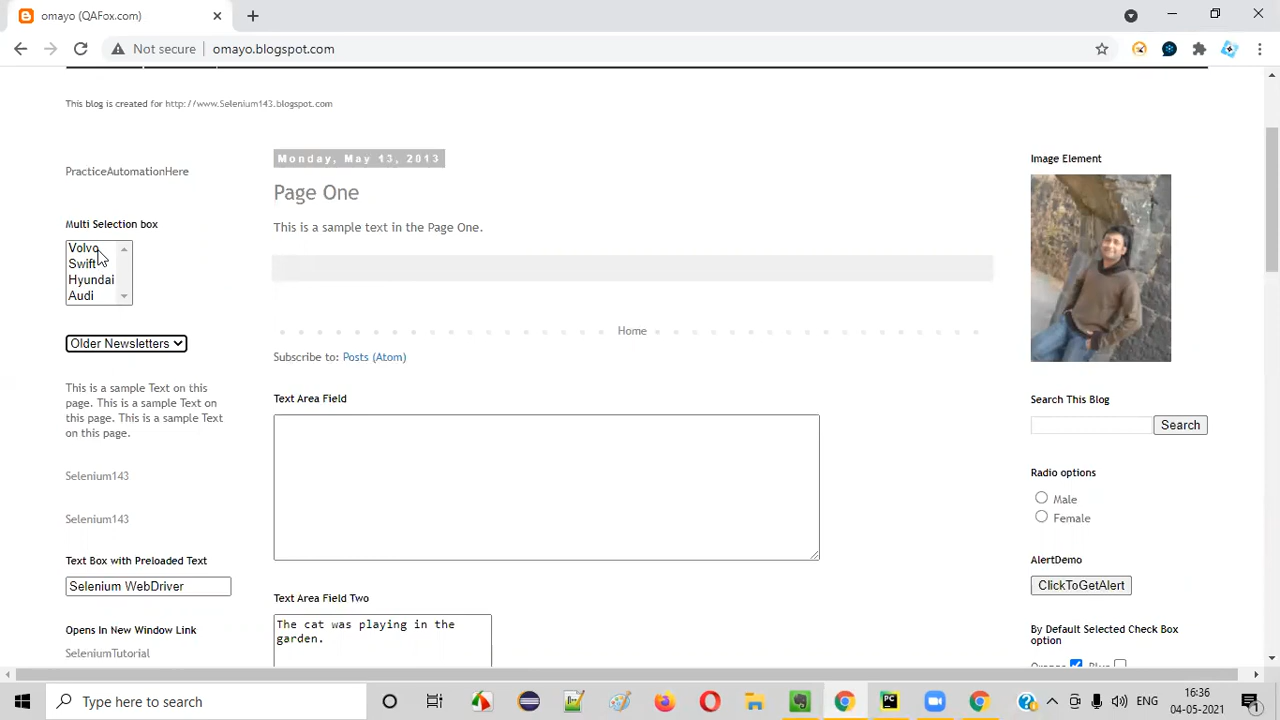 omayo (QAFox.com)
Not secure
omayo.blogspot.com
This blog is created for http://www.Selenium143.blogspot.com
PracticeAutomationHere
Multi Selection box
Volvo
Swift
Hyundai
Audi
Older Newsletters
This is a sample Text on this
page. This is a sample Text
on this page. This is a sample Text
on this page.
Selenium143
Selenium143
Text Box with Preloaded Text
Selenium WebDriver
Opens In New Window Link
SeleniumTutorial
Monday, May 13, 2013
Page One
This is a sample text in the Page One.
Home
Subscribe to: Posts (Atom)
Text Area Field
Text Area Field Two
The cat was playing in the
garden.
Image Element
Search This Blog
Search
Radio options
Male
Female
AlertDemo
ClickToGetAlert
By Default Selected Check Box
option
Orange Blue
Type here to search
ENG
16:36
04-05-2021